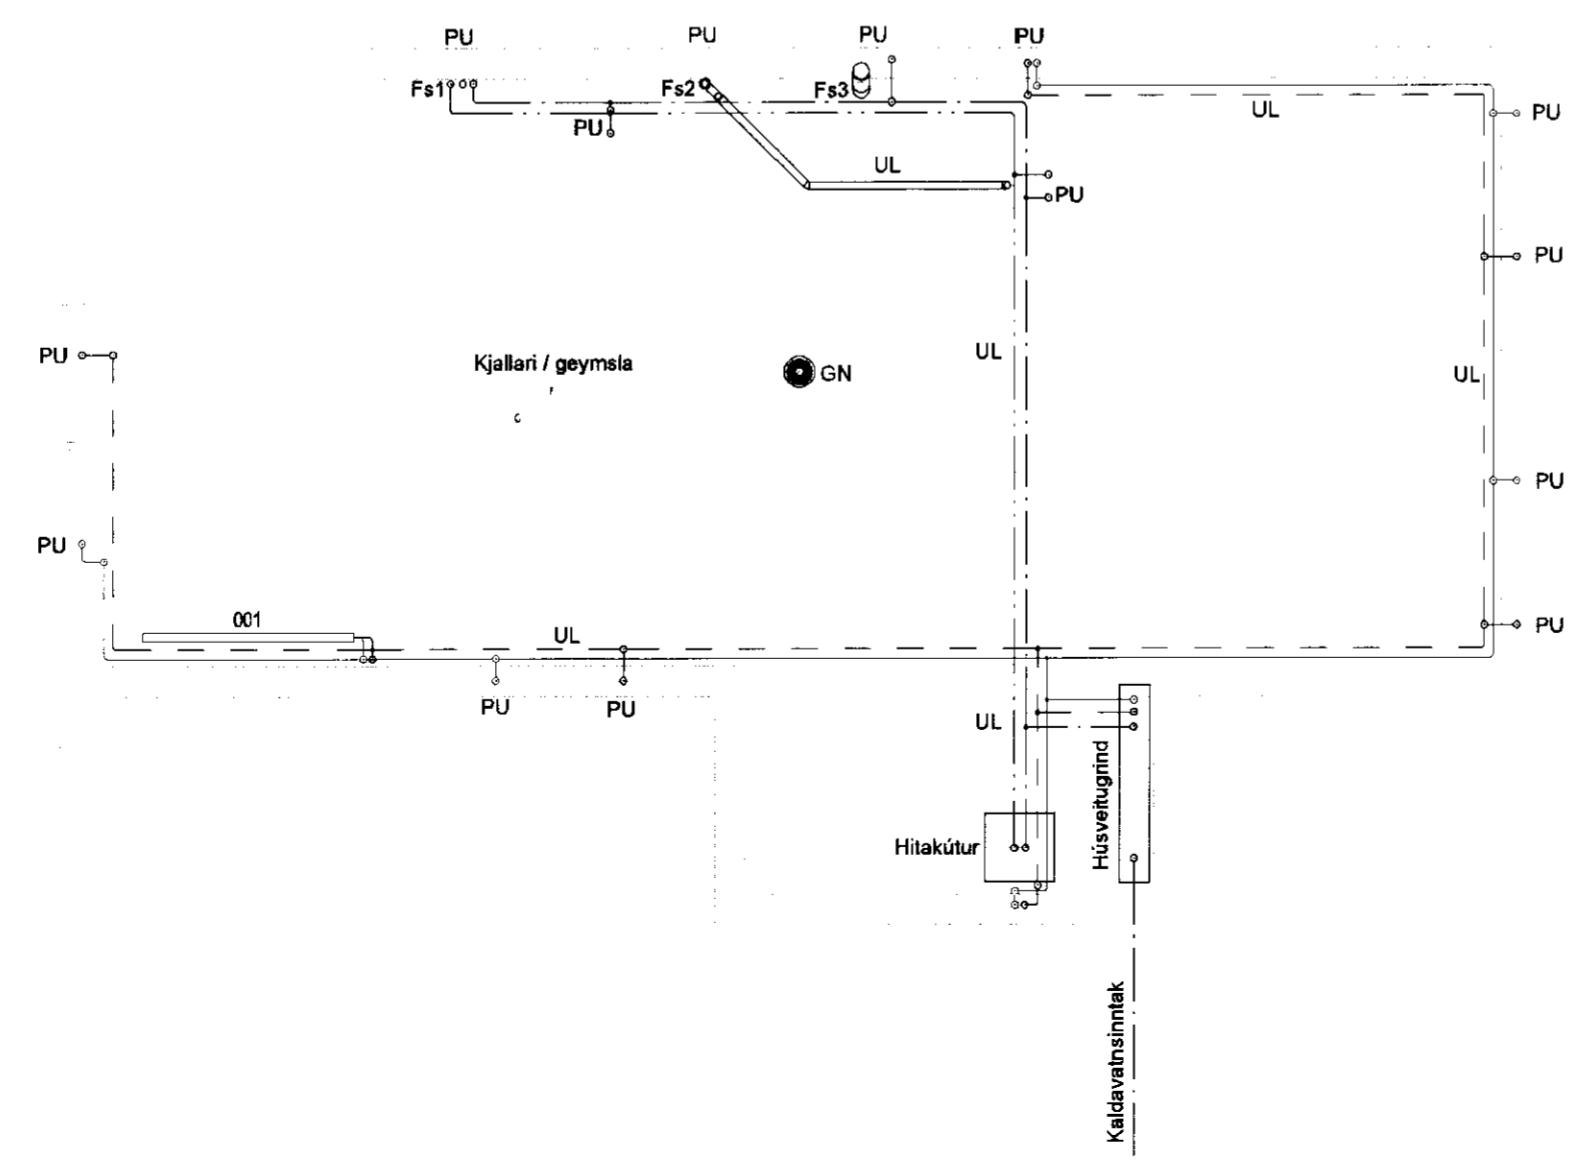 PU
PU
PU
PU
Fs1
Fs2
Fs3
PU
UL
PU
UL
PU
PU
UL
PU
Kjallari / geymsla
GN
UL
PU
PU
001
UL
PU
PU
PU
UL
Húsveitugrind
Hitakútur
Kaldavatnsinntak